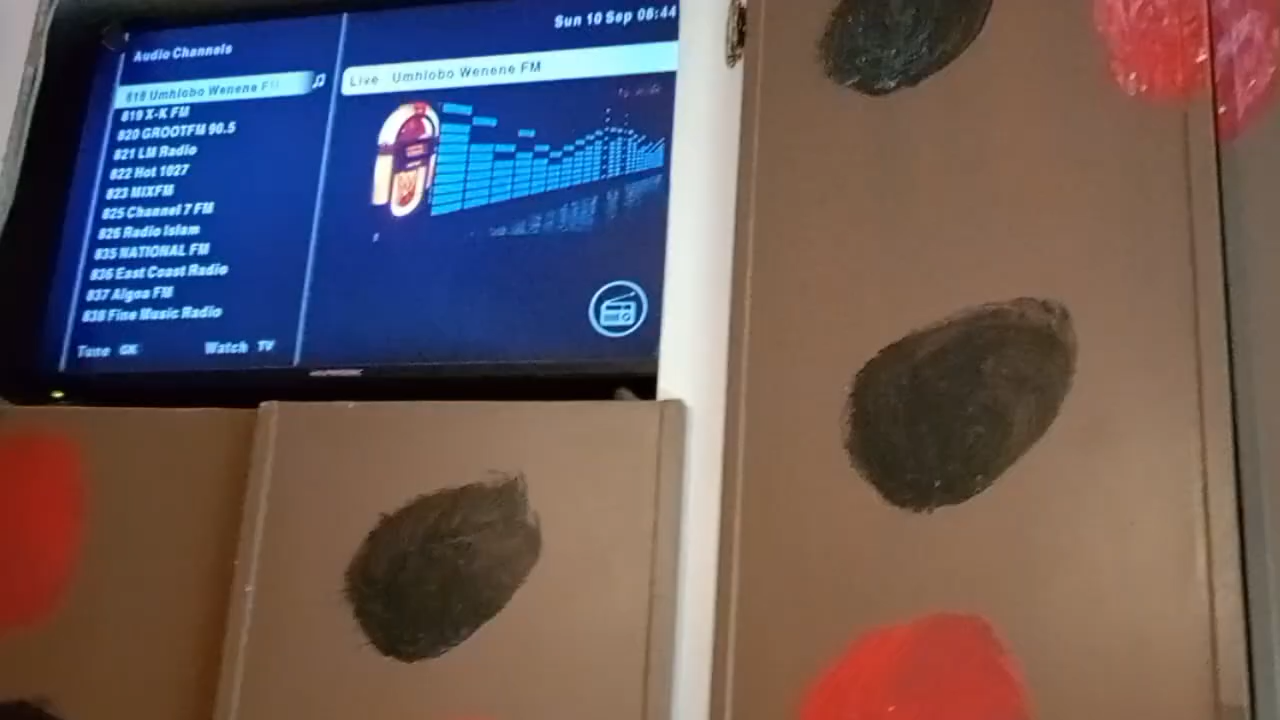 Sun 10 Sep 06:44
Audio Channels
818 Umhlobo Wenene FM
819 X-K FM
820 GROOTFM 90.5
821 LM Radio
822 Hot 1027
823 MIXFM
825 Channel 7 FM
826 Radio Islam
835 NATIONAL FM
836 East Coast Radio
837 Algoa FM
838 Fine Music Radio
Tune OK
Watch TV
Live Umhlobo Wenene FM